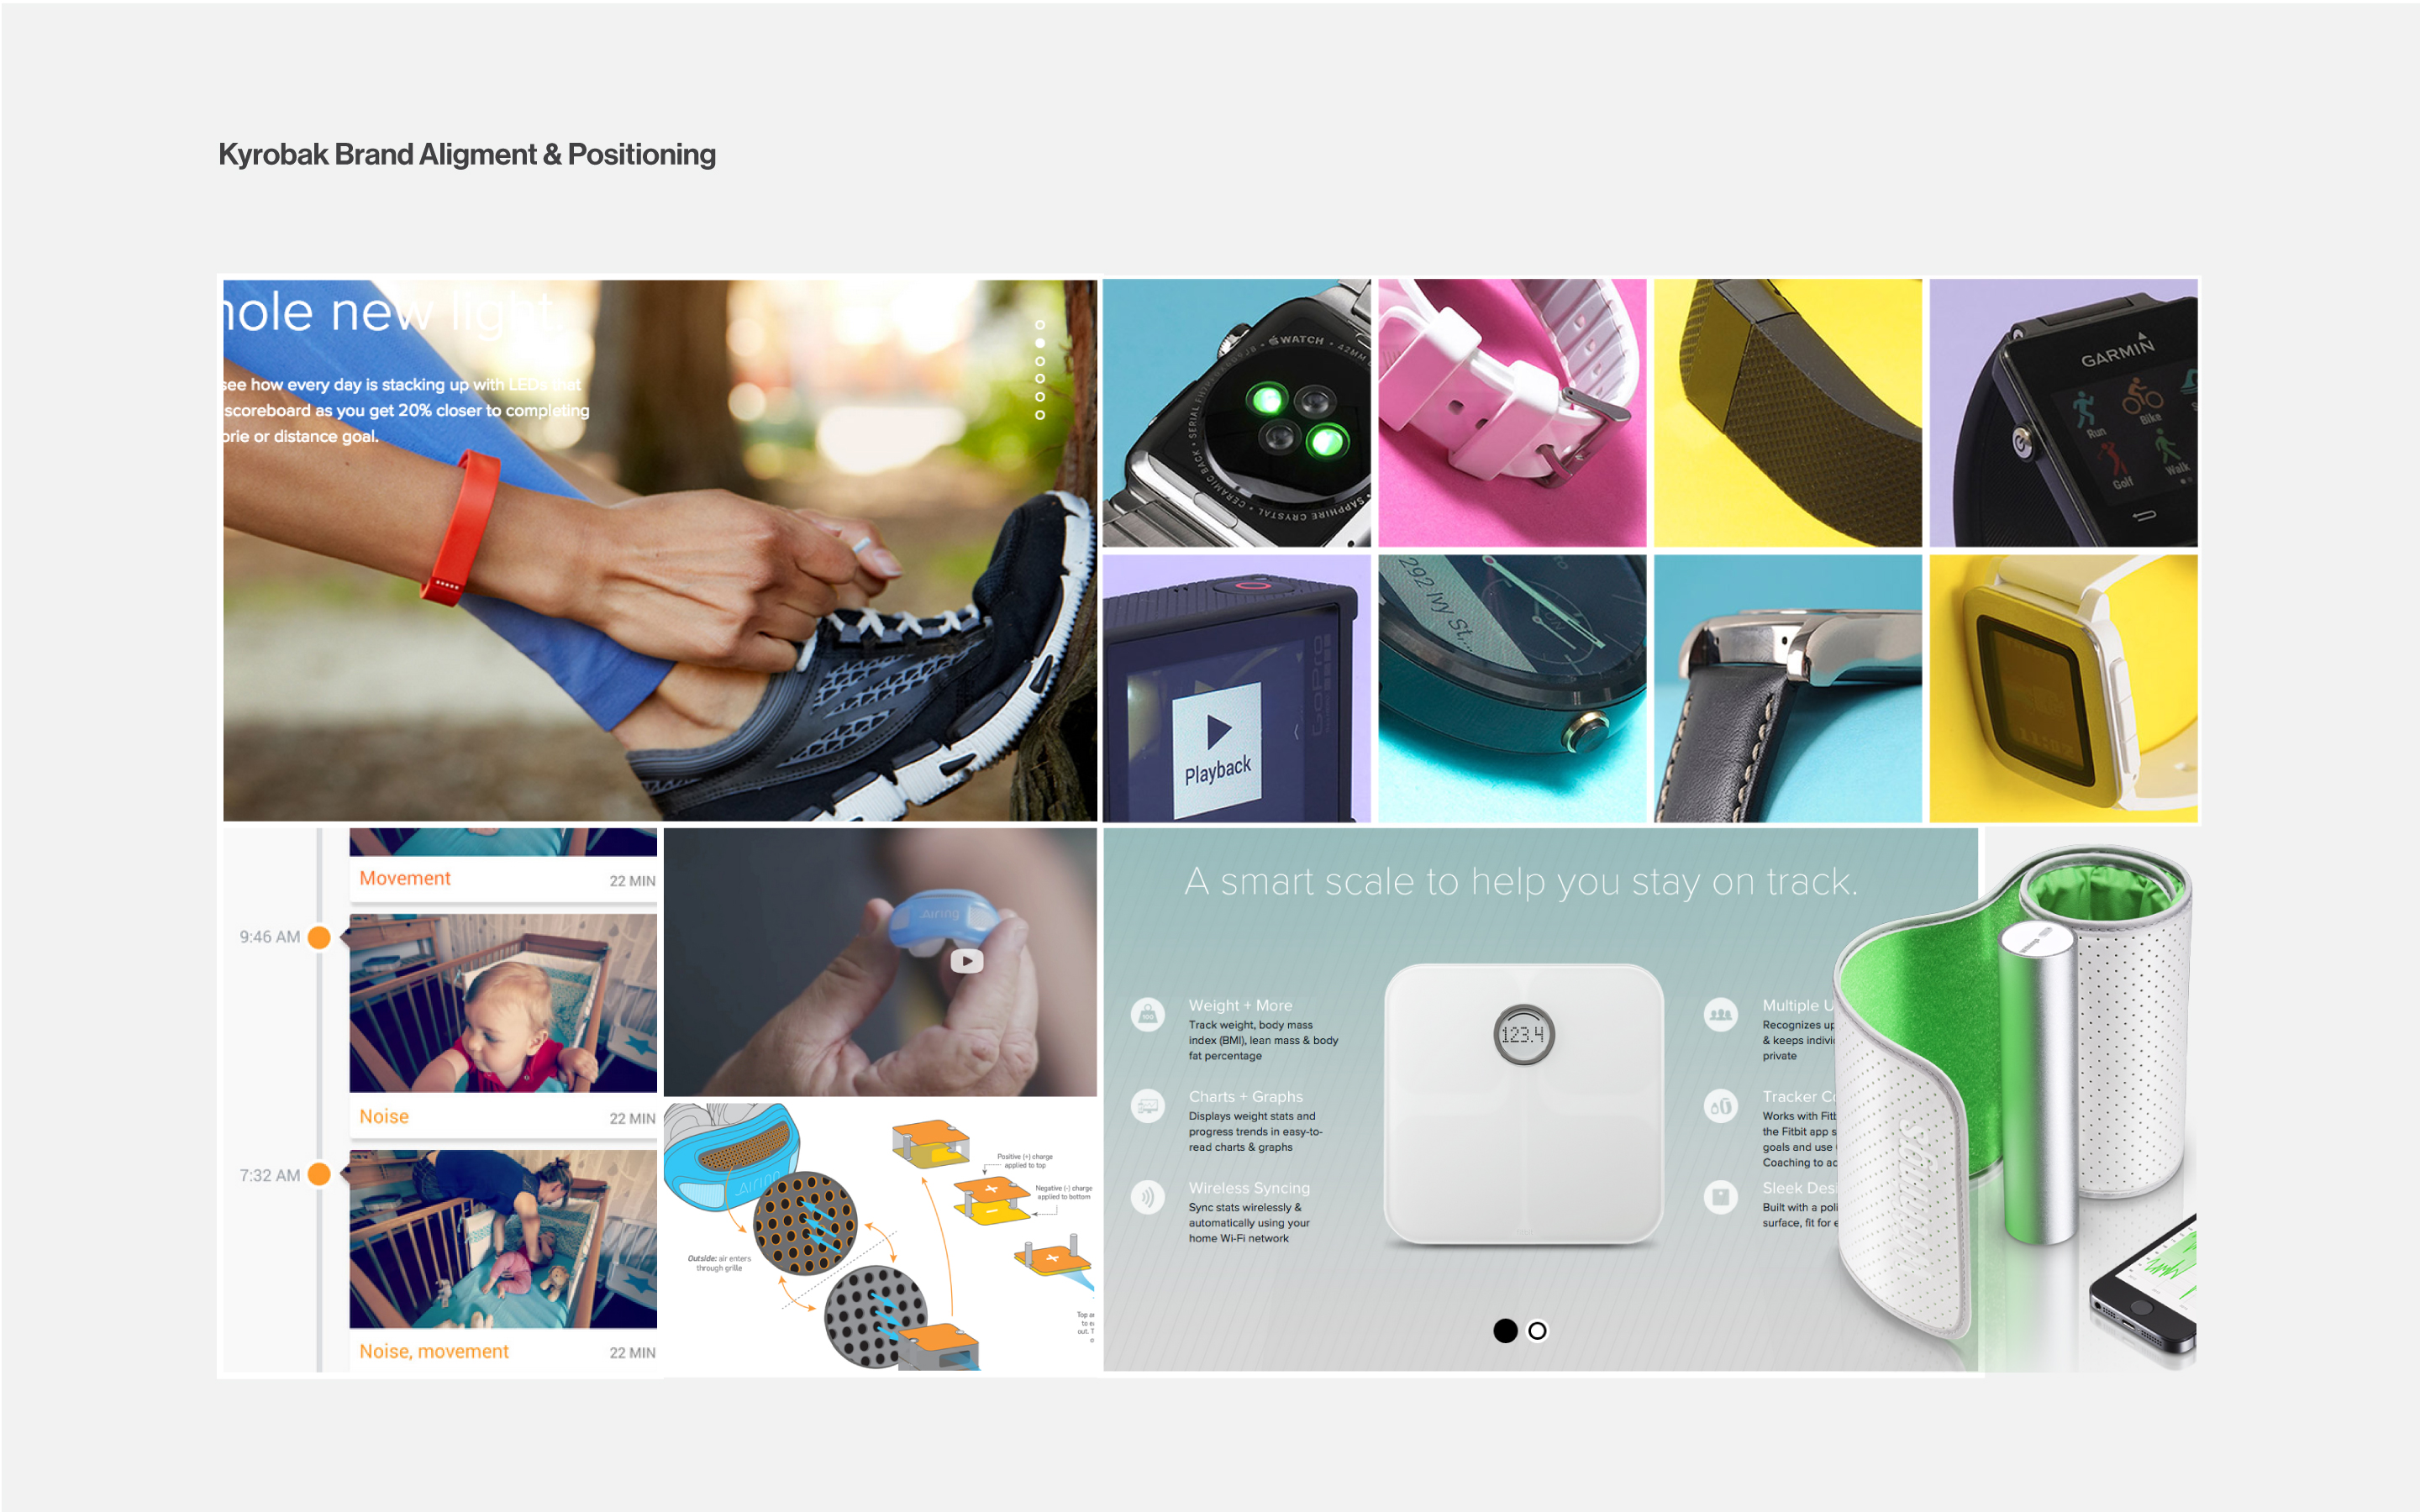 Kyrobak Brand Aligment & Positioning
hole new light.
see how every day is stacking up with LEDs that
scoreboard as you get 20% closer to completing
orie or distance goal.
WATCH • 42MM
CERAMIC BACK • SAPPHIRE CRYSTAL • SERIAL
GARMIN
Run
Bike
Golf
Walk
GoPro
Playback
292 Ivy St...
Movement 22 MIN
9:46 AM
Noise 22 MIN
7:32 AM
Noise, movement 22 MIN
Airing
Airing
Positive (+) charge
applied to top
Negative (-) charge
applied to bottom
Outside: air enters
through grille
A smart scale to help you stay on track.
Weight + More
Track weight, body mass
index (BMI), lean mass & body
fat percentage
Charts + Graphs
Displays weight stats and
progress trends in easy-to-
read charts & graphs
Wireless Syncing
Sync stats wirelessly &
automatically using your
home Wi-Fi network
123.4
Multiple U
Recognizes up
& keeps indivi
private
Tracker C
Works with Fitb
the Fitbit app s
goals and use
Coaching to ac
Sleek Desi
Built with a poli
surface, fit for e
Withings